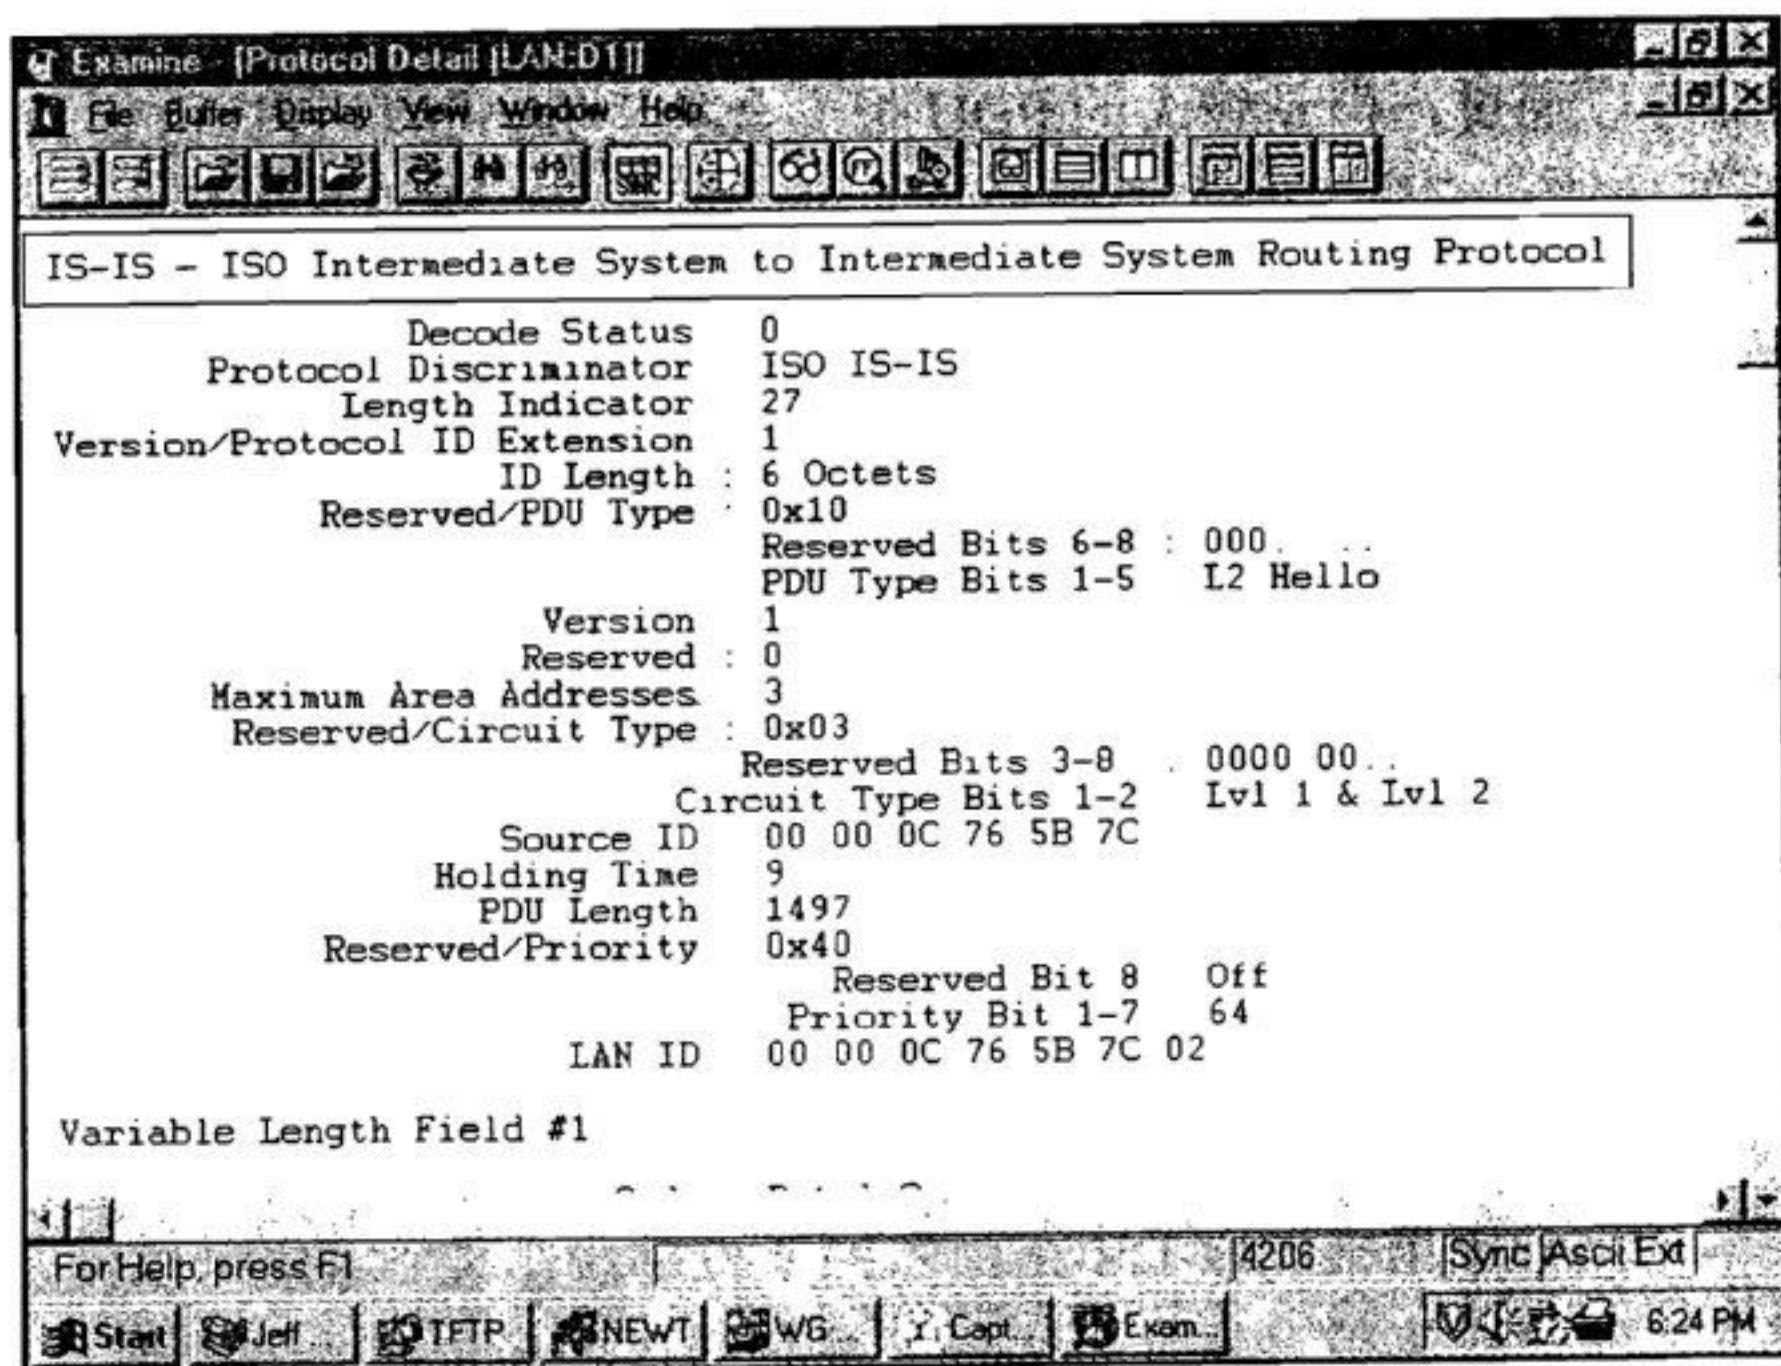 Examine - [Protocol Detail [LAN:D1]]
File Buffer Display View Window Help
SYNC
IS-IS - ISO Intermediate System to Intermediate System Routing Protocol
Decode Status 0
Protocol Discriminator ISO IS-IS
Length Indicator 27
Version/Protocol ID Extension 1
ID Length : 6 Octets
Reserved/PDU Type : 0x10
Reserved Bits 6-8 : 000. ..
PDU Type Bits 1-5 L2 Hello
Version 1
Reserved : 0
Maximum Area Addresses 3
Reserved/Circuit Type : 0x03
Reserved Bits 3-8 . 0000 00..
Circuit Type Bits 1-2 Lvl 1 & Lvl 2
Source ID 00 00 0C 76 5B 7C
Holding Time 9
PDU Length 1497
Reserved/Priority 0x40
Reserved Bit 8 Off
Priority Bit 1-7 64
LAN ID 00 00 0C 76 5B 7C 02
Variable Length Field #1
For Help, press F1 4206 Sync Ascii Ext
Start Jeff ... TFTP NEWT WG ... Capt... Exam... 6:24 PM